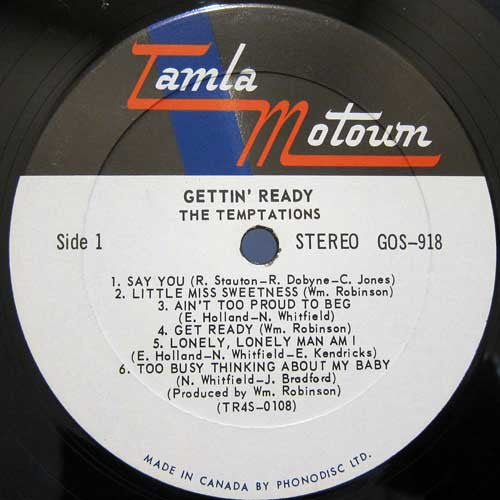 Tamla
Motown
GETTIN' READY
THE TEMPTATIONS
Side 1 STEREO GOS-918
1. SAY YOU (R. Stauton-R. Dobyne-C. Jones)
2. LITTLE MISS SWEETNESS (Wm. Robinson)
3. AIN'T TOO PROUD TO BEG
(E. Holland-N. Whitfield)
4. GET READY (Wm. Robinson)
5. LONELY, LONELY MAN AM I
(E. Holland-N. Whitfield-E. Kendricks)
6. TOO BUSY THINKING ABOUT MY BABY
(N. Whitfield-J. Bradford)
(Produced by Wm. Robinson)
(TR4S-0108)
MADE IN CANADA BY PHONODISC LTD.